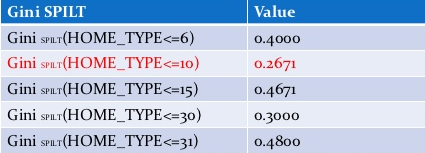 Gini SPILT Value
Gini SPILT(HOME_TYPE<=6) 0.4000
Gini SPILT(HOME_TYPE<=10) 0.2671
Gini SPILT(HOME_TYPE<=15) 0.4671
Gini SPILT(HOME_TYPE<=30) 0.3000
Gini SPILT(HOME_TYPE<=31) 0.4800